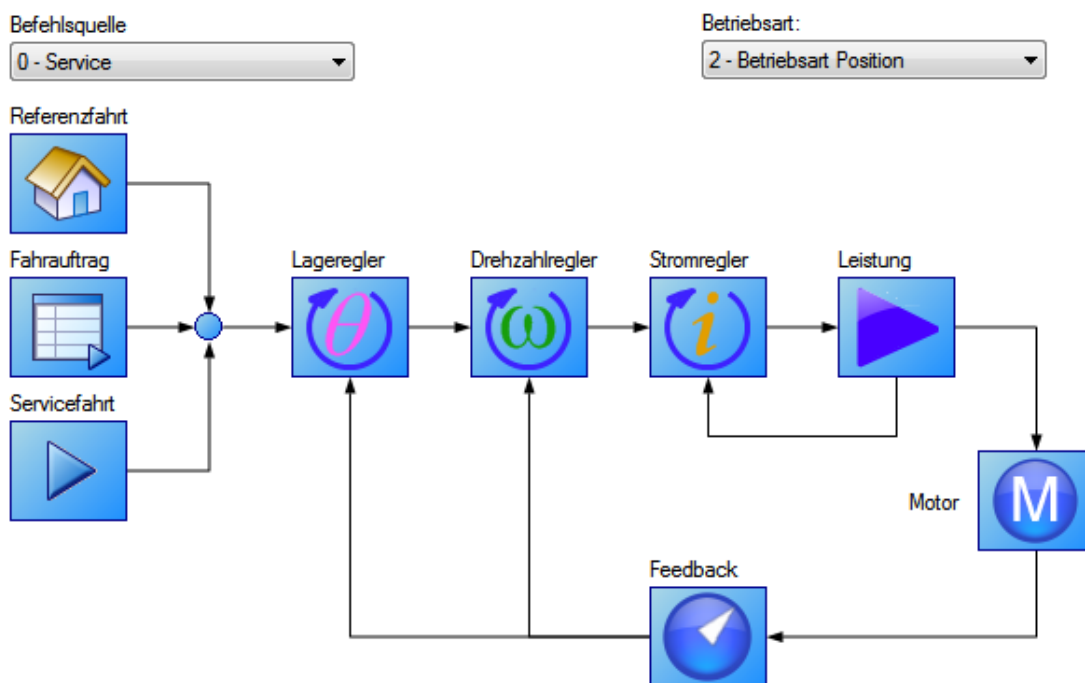 Befehlsquelle
Betriebsart:
0 - Service
2 - Betriebsart Position
Referenzfahrt
Fahrauftrag
Lageregler
Drehzahlregler
Stromregler
Leistung
θ
ω
i
Servicefahrt
Motor
M
Feedback